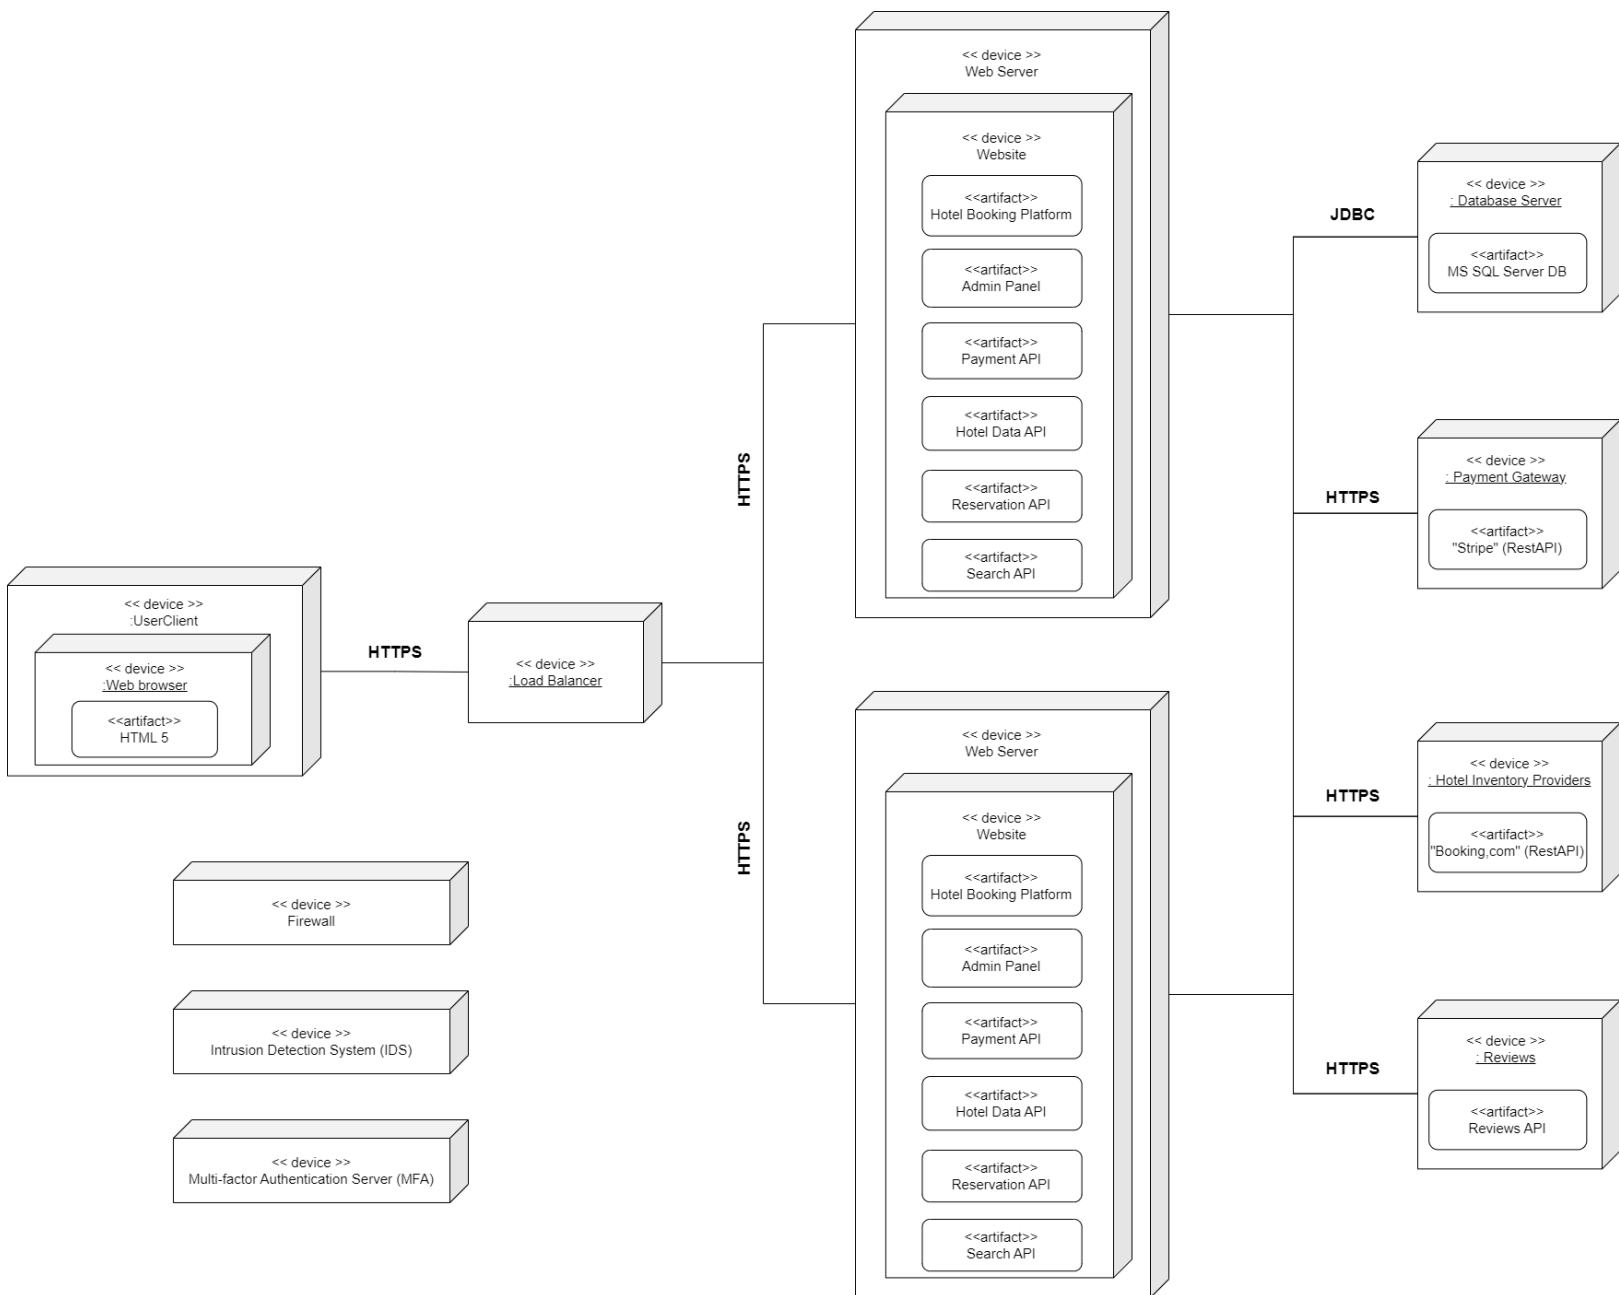 << device >>
:UserClient
<< device >>
:Web browser
<<artifact>>
HTML 5
HTTPS
<< device >>
:Load Balancer
HTTPS
HTTPS
<< device >>
Web Server
<< device >>
Website
<<artifact>>
Hotel Booking Platform
<<artifact>>
Admin Panel
<<artifact>>
Payment API
<<artifact>>
Hotel Data API
<<artifact>>
Reservation API
<<artifact>>
Search API
<< device >>
Web Server
<< device >>
Website
<<artifact>>
Hotel Booking Platform
<<artifact>>
Admin Panel
<<artifact>>
Payment API
<<artifact>>
Hotel Data API
<<artifact>>
Reservation API
<<artifact>>
Search API
JDBC
<< device >>
: Database Server
<<artifact>>
MS SQL Server DB
HTTPS
<< device >>
: Payment Gateway
<<artifact>>
"Stripe" (RestAPI)
HTTPS
<< device >>
: Hotel Inventory Providers
<<artifact>>
"Booking,com" (RestAPI)
HTTPS
<< device >>
: Reviews
<<artifact>>
Reviews API
<< device >>
Firewall
<< device >>
Intrusion Detection System (IDS)
<< device >>
Multi-factor Authentication Server (MFA)